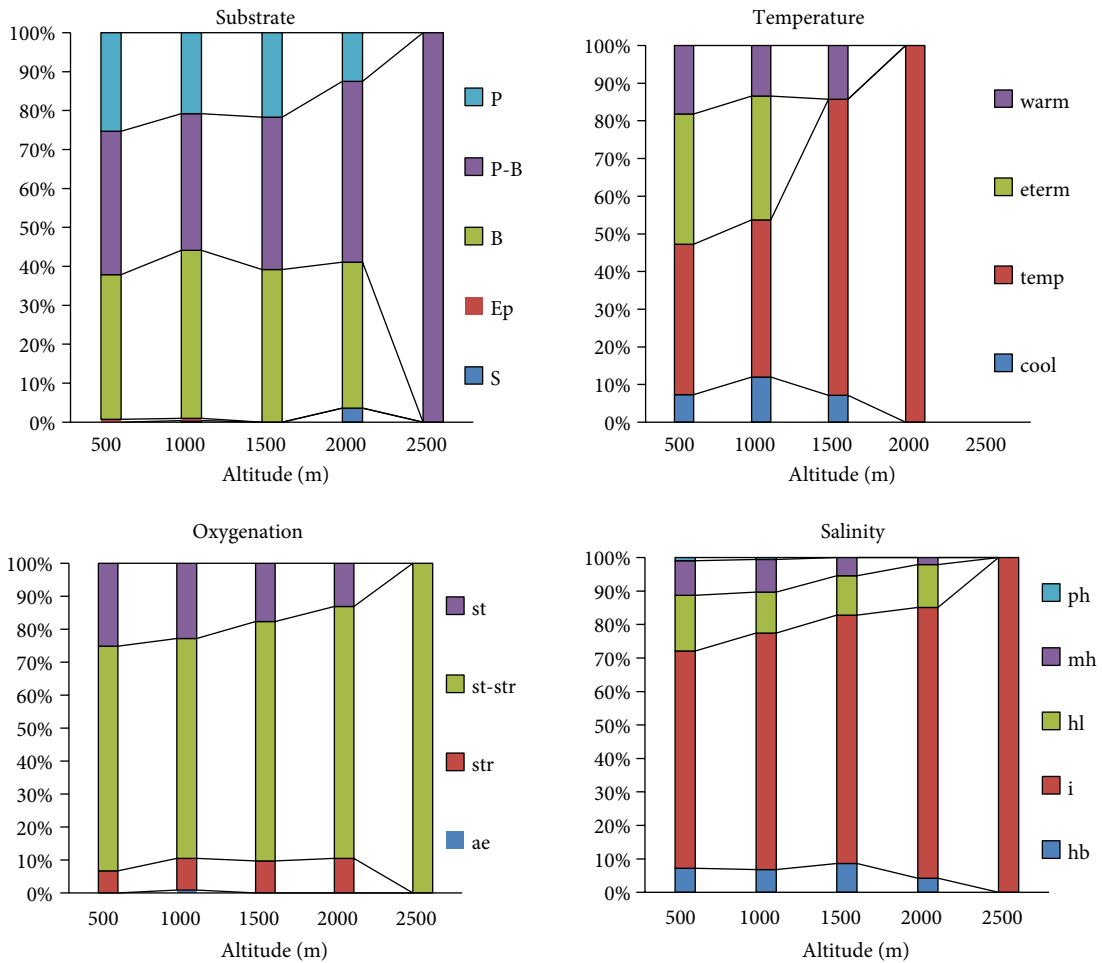 Substrate
100%
90%
80%
70%
60%
50%
40%
30%
20%
10%
0%
500 1000 1500 2000 2500
Altitude (m)
P
P-B
B
Ep
S
Temperature
100%
90%
80%
70%
60%
50%
40%
30%
20%
10%
0%
500 1000 1500 2000 2500
Altitude (m)
warm
eterm
temp
cool
Oxygenation
100%
90%
80%
70%
60%
50%
40%
30%
20%
10%
0%
500 1000 1500 2000 2500
Altitude (m)
st
st-str
str
ae
Salinity
100%
90%
80%
70%
60%
50%
40%
30%
20%
10%
0%
500 1000 1500 2000 2500
Altitude (m)
ph
mh
hl
i
hb